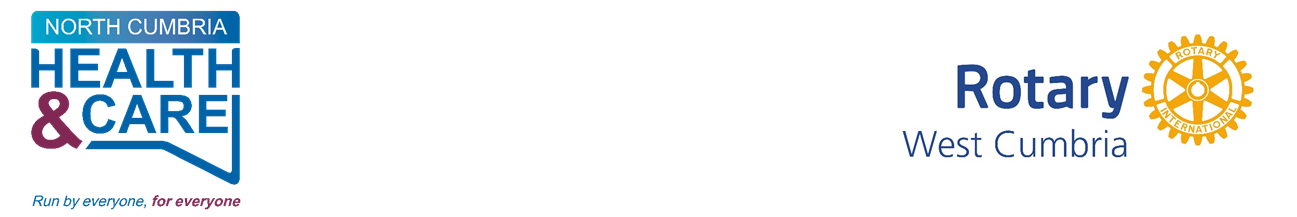 NORTH CUMBRIA
HEALTH
& CARE
Run by everyone, for everyone
Rotary
West Cumbria
ROTARY
INTERNATIONAL